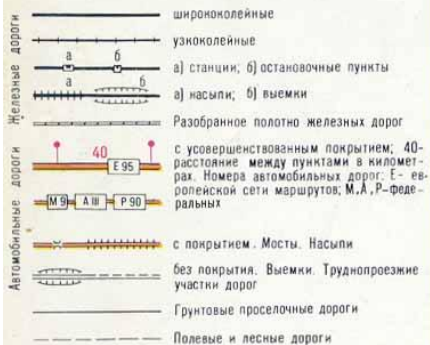 Железные дороги
ширококолейные
узкоколейные
а б
а) станции; б) остановочные пункты
а б
а) насыпи; б) выемки
Разобранное полотно железных дорог
Автомобильные дороги
40
Е 95
с усовершенствованным покрытием; 40-
расстояние между пунктами в километ-
рах. Номера автомобильных дорог: Е- ев-
ропейской сети маршрутов; М,А,Р-феде-
ральных
М 9 А III Р 90
с покрытием. Мосты. Насыпи
без покрытия. Выемки. Труднопроезжие
участки дорог
Грунтовые проселочные дороги
Полевые и лесные дороги